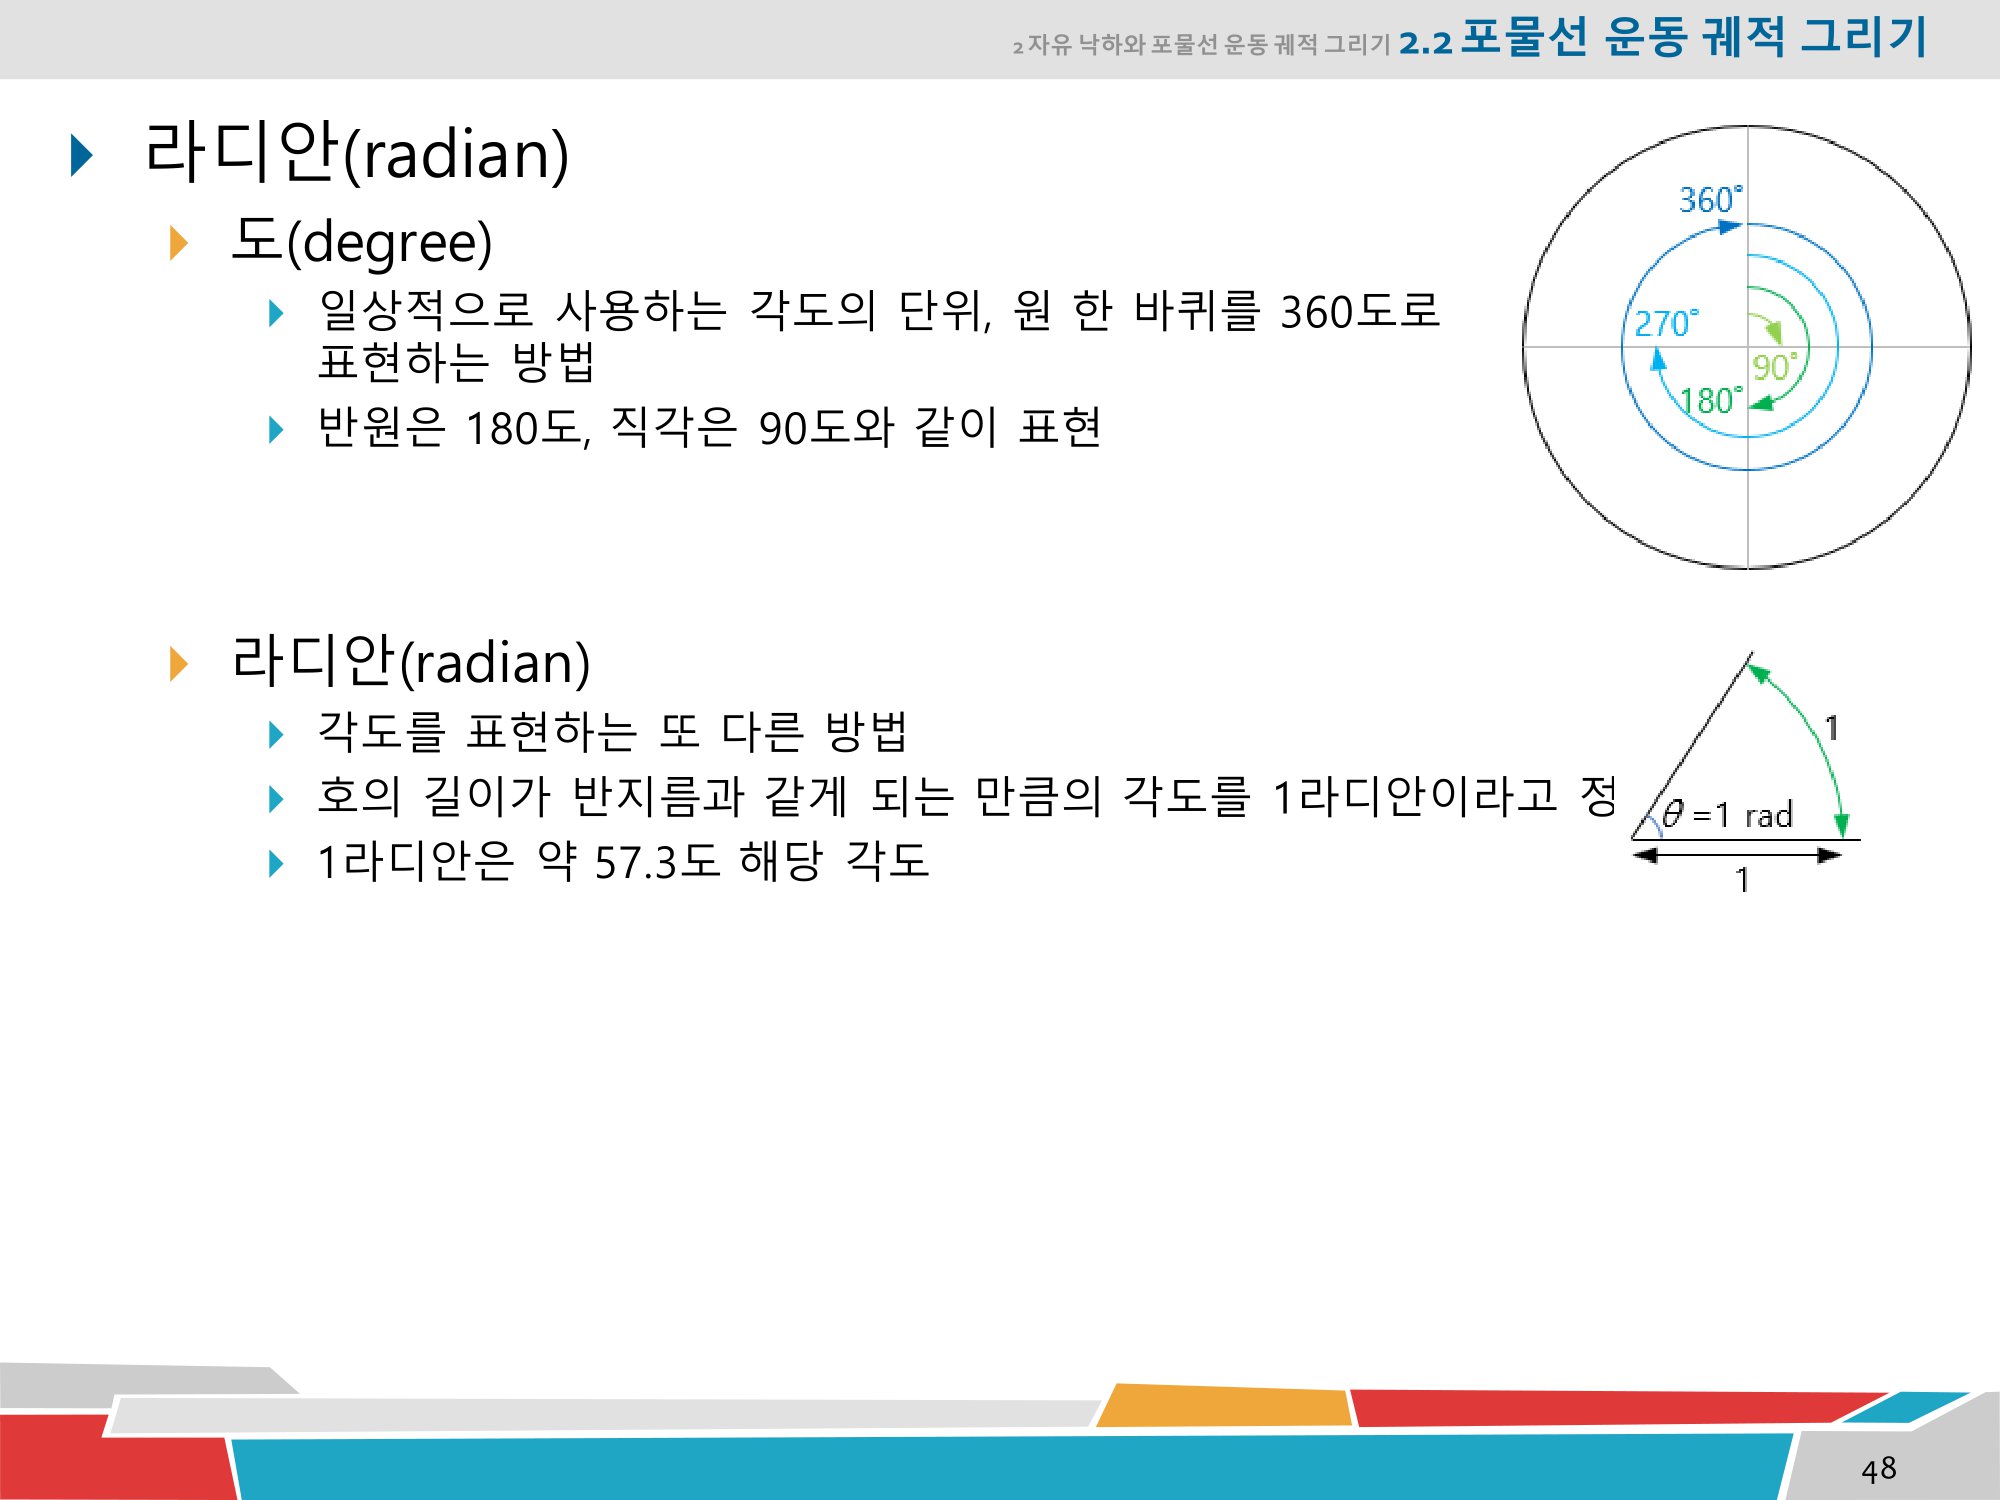 2 자유 낙하와 포물선 운동 궤적 그리기 2.2 포물선 운동 궤적 그리기
라디안(radian)
도(degree)
일상적으로 사용하는 각도의 단위, 원 한 바퀴를 360도로
표현하는 방법
반원은 180도, 직각은 90도와 같이 표현
360°
270°
90°
180°
라디안(radian)
각도를 표현하는 또 다른 방법
호의 길이가 반지름과 같게 되는 만큼의 각도를 1라디안이라고 정
1라디안은 약 57.3도 해당 각도
1
θ =1 rad
1
48